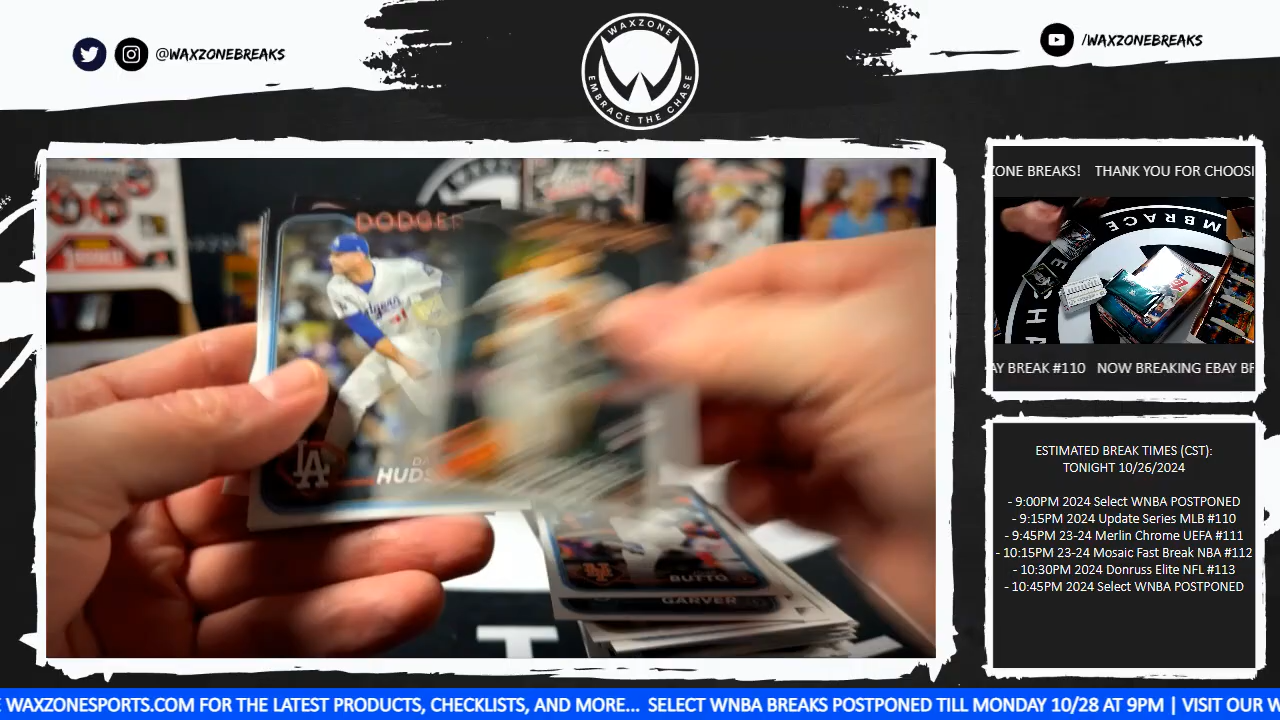 @WAXZONEBREAKS
WAXZONE
EMBRACE THE CHASE
/WAXZONEBREAKS
ZONE BREAKS! THANK YOU FOR CHOOSI
MBRACE
AY BREAK #110 NOW BREAKING EBAY BR
DODGER
LA
HUDS
BUTTO
GARVER
ESTIMATED BREAK TIMES (CST):
TONIGHT 10/26/2024
- 9:00PM 2024 Select WNBA POSTPONED
- 9:15PM 2024 Update Series MLB #110
- 9:45PM 23-24 Merlin Chrome UEFA #111
- 10:15PM 23-24 Mosaic Fast Break NBA #112
- 10:30PM 2024 Donruss Elite NFL #113
- 10:45PM 2024 Select WNBA POSTPONED
E WAXZONESPORTS.COM FOR THE LATEST PRODUCTS, CHECKLISTS, AND MORE... SELECT WNBA BREAKS POSTPONED TILL MONDAY 10/28 AT 9PM | VISIT OUR W